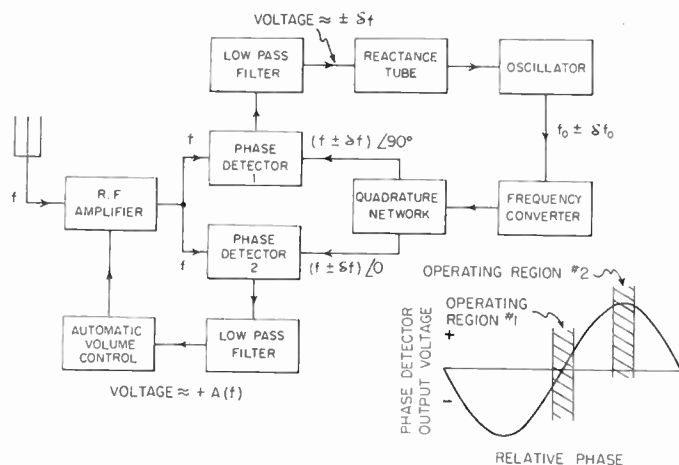 VOLTAGE ≈ ± δf
LOW PASS
FILTER
REACTANCE
TUBE
OSCILLATOR
f
PHASE
DETECTOR
1
(f ± δf) ∠90°
f₀ ± δf₀
f
R.F
AMPLIFIER
QUADRATURE
NETWORK
FREQUENCY
CONVERTER
f
PHASE
DETECTOR
2
(f ± δf) ∠0
AUTOMATIC
VOLUME
CONTROL
LOW PASS
FILTER
VOLTAGE ≈ + A(f)
OPERATING REGION #2
OPERATING
REGION #1
PHASE DETECTOR
OUTPUT VOLTAGE
+
−
RELATIVE PHASE